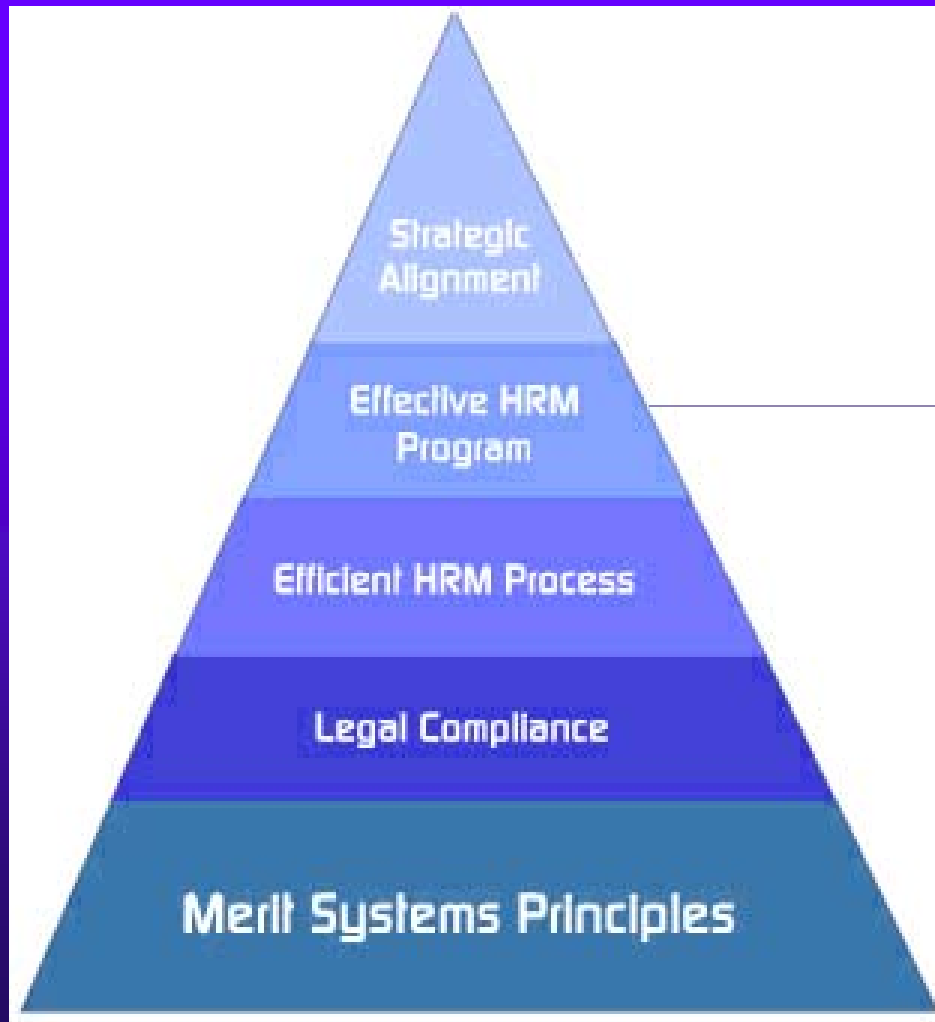 Strategic
Alignment
Effective HRM
Program
Efficient HRM Process
Legal Compliance
Merit Systems Principles